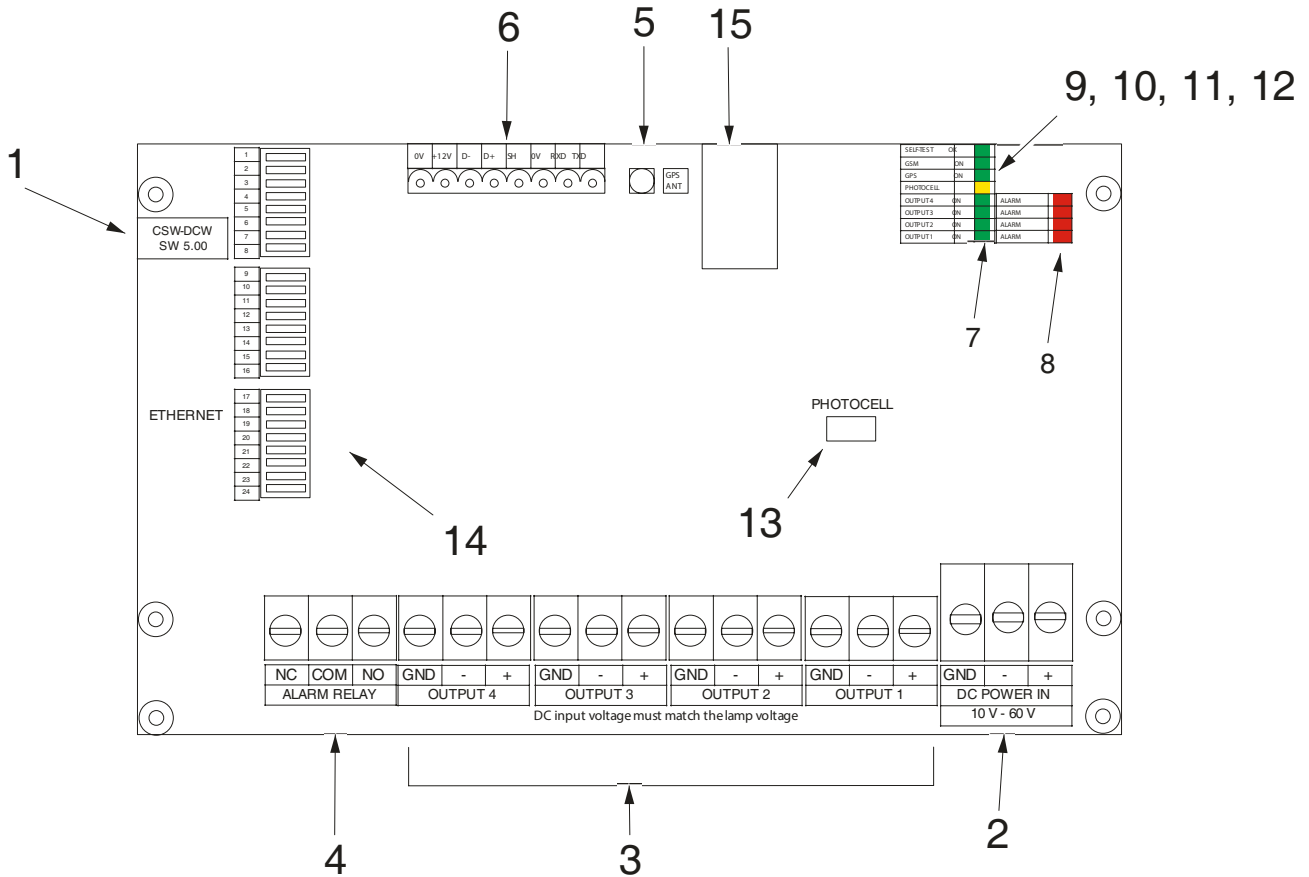 6
5
15
9, 10, 11, 12
1
0V +12V D- D+ SH 0V RXD TXD
GPS
ANT
SELF-TEST OK
GSM ON
GPS ON
PHOTOCELL
OUTPUT4 ON ALARM
OUTPUT3 ON ALARM
OUTPUT2 ON ALARM
OUTPUT1 ON ALARM
1
2
3
4
5
6
7
8
CSW-DCW
SW 5.00
7
8
9
10
11
12
13
14
15
16
ETHERNET
17
18
19
20
21
22
23
24
PHOTOCELL
14
13
NC COM NO GND - + GND - + GND - + GND - + GND - +
ALARM RELAY OUTPUT 4 OUTPUT 3 OUTPUT 2 OUTPUT 1 DC POWER IN
DC input voltage must match the lamp voltage
10 V - 60 V
4
3
2